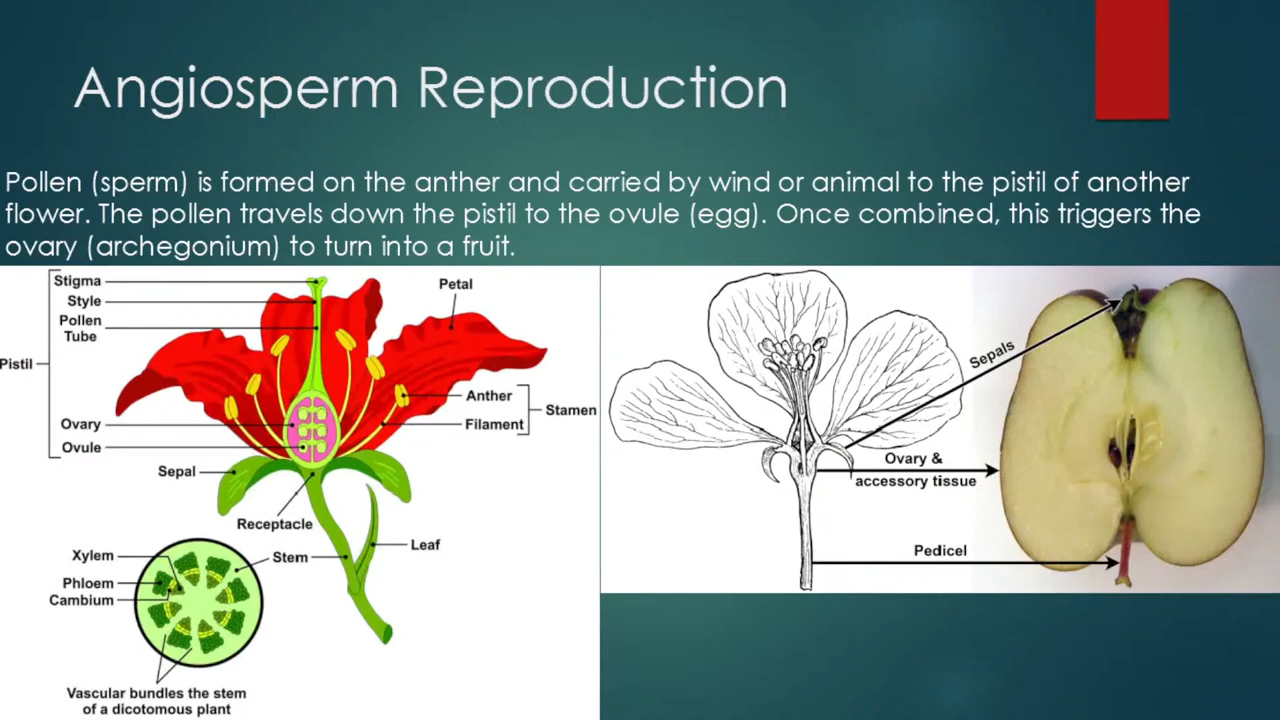 Angiosperm Reproduction
Pollen (sperm) is formed on the anther and carried by wind or animal to the pistil of another
flower. The pollen travels down the pistil to the ovule (egg). Once combined, this triggers the
ovary (archegonium) to turn into a fruit.
Stigma
Style
Pollen
Tube
Pistil
Ovary
Ovule
Sepal
Receptacle
Petal
Anther
Filament
Stamen
Leaf
Stem
Xylem
Phloem
Cambium
Vascular bundles the stem
of a dicotomous plant
Sepals
Ovary &
accessory tissue
Pedicel